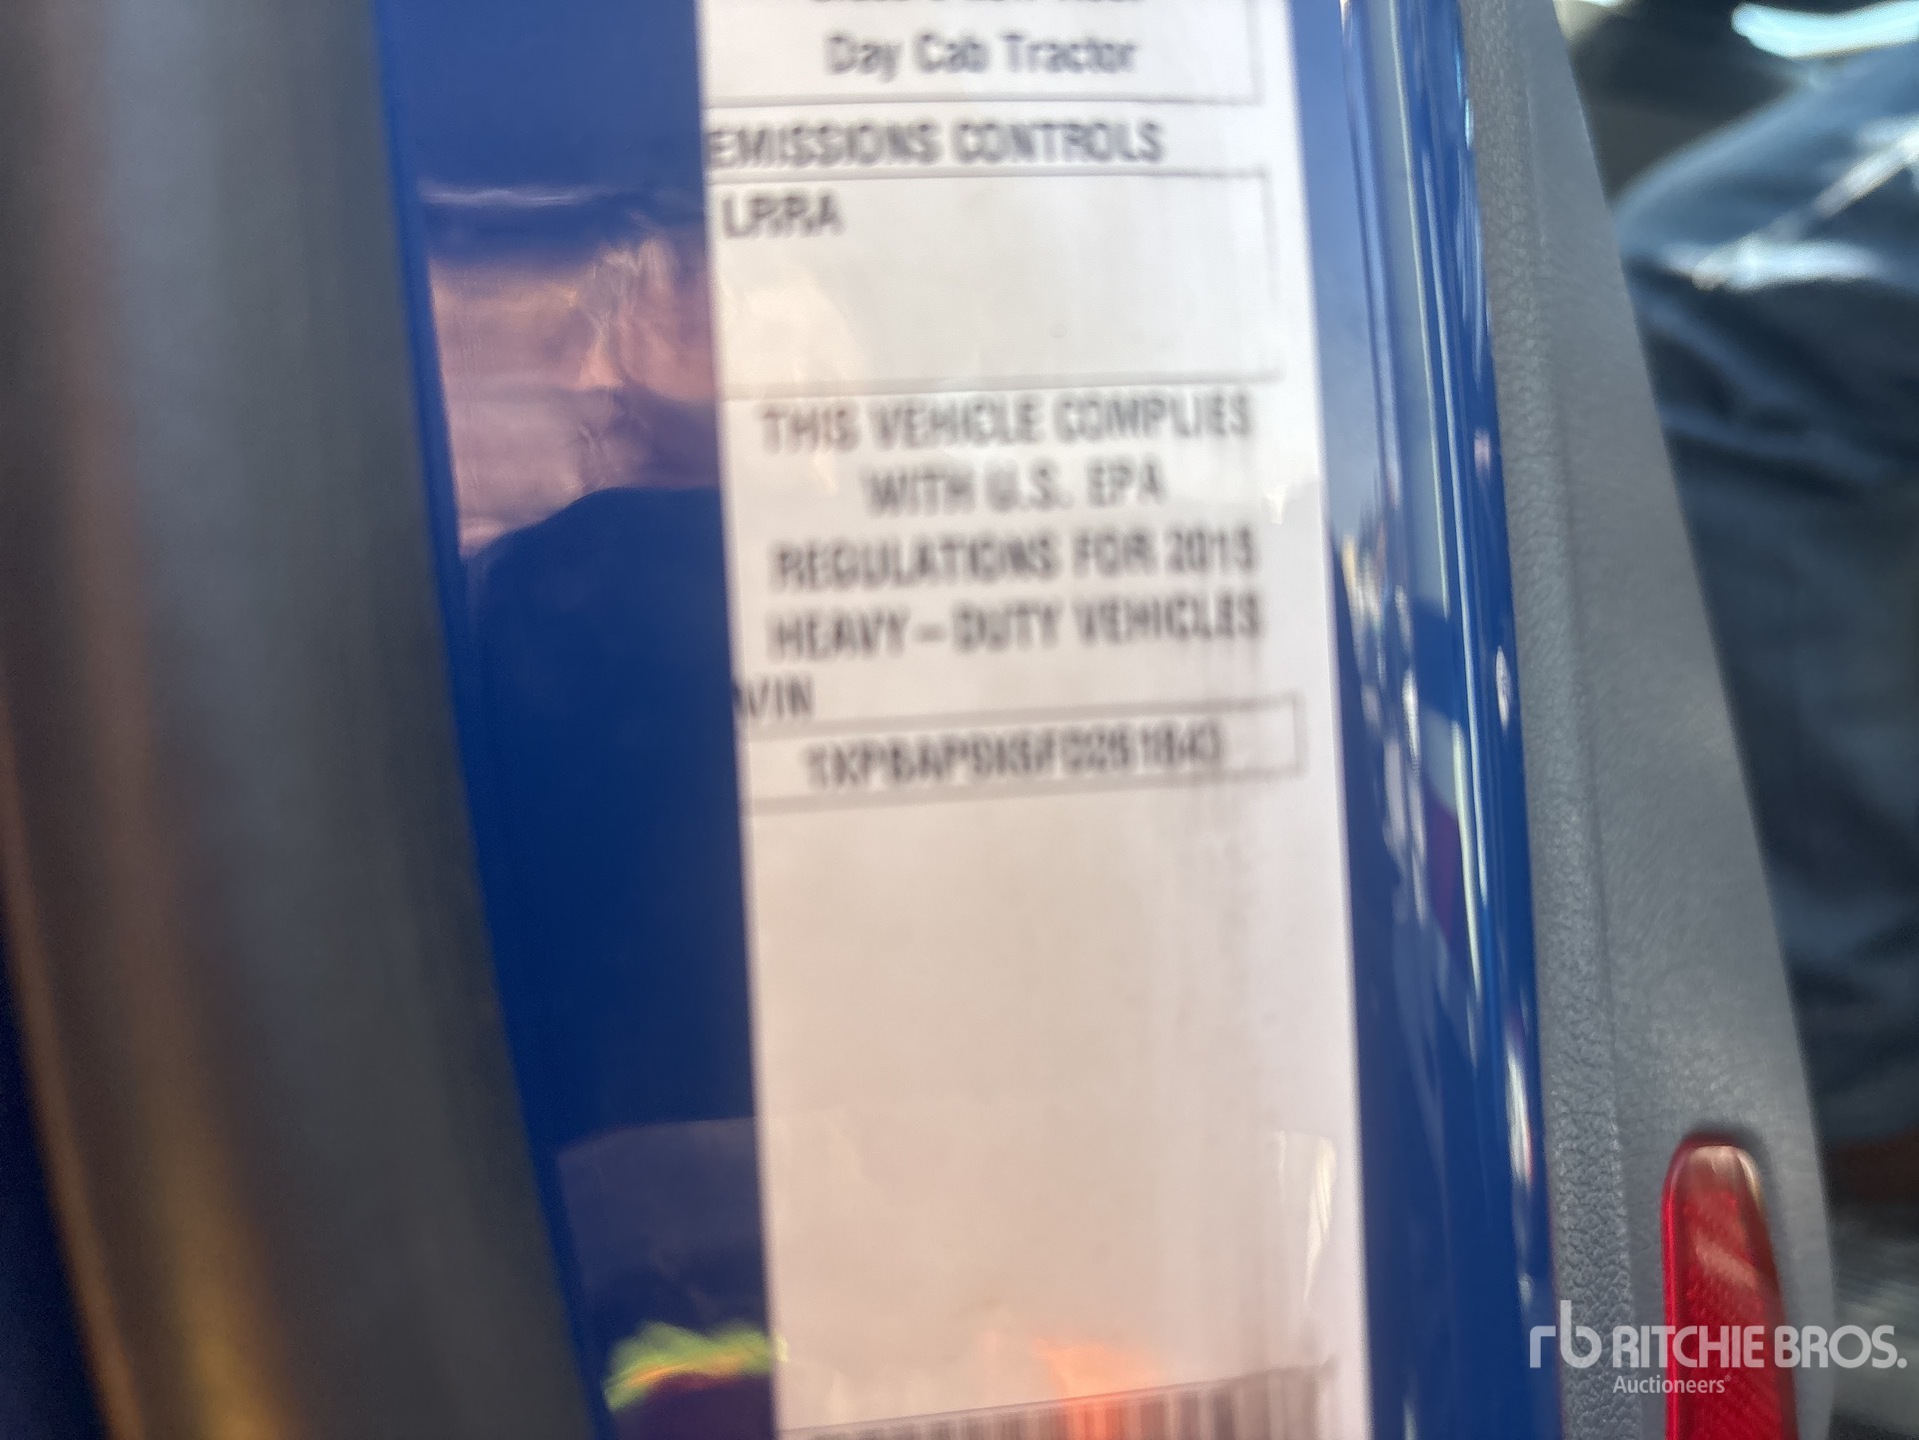 Day Cab Tractor
EMISSIONS CONTROLS
LRRA
THIS VEHICLE COMPLIES
WITH U.S. EPA
REGULATIONS FOR 2015
HEAVY-DUTY VEHICLES
VIN
rb RITCHIE BROS.
Auctioneers